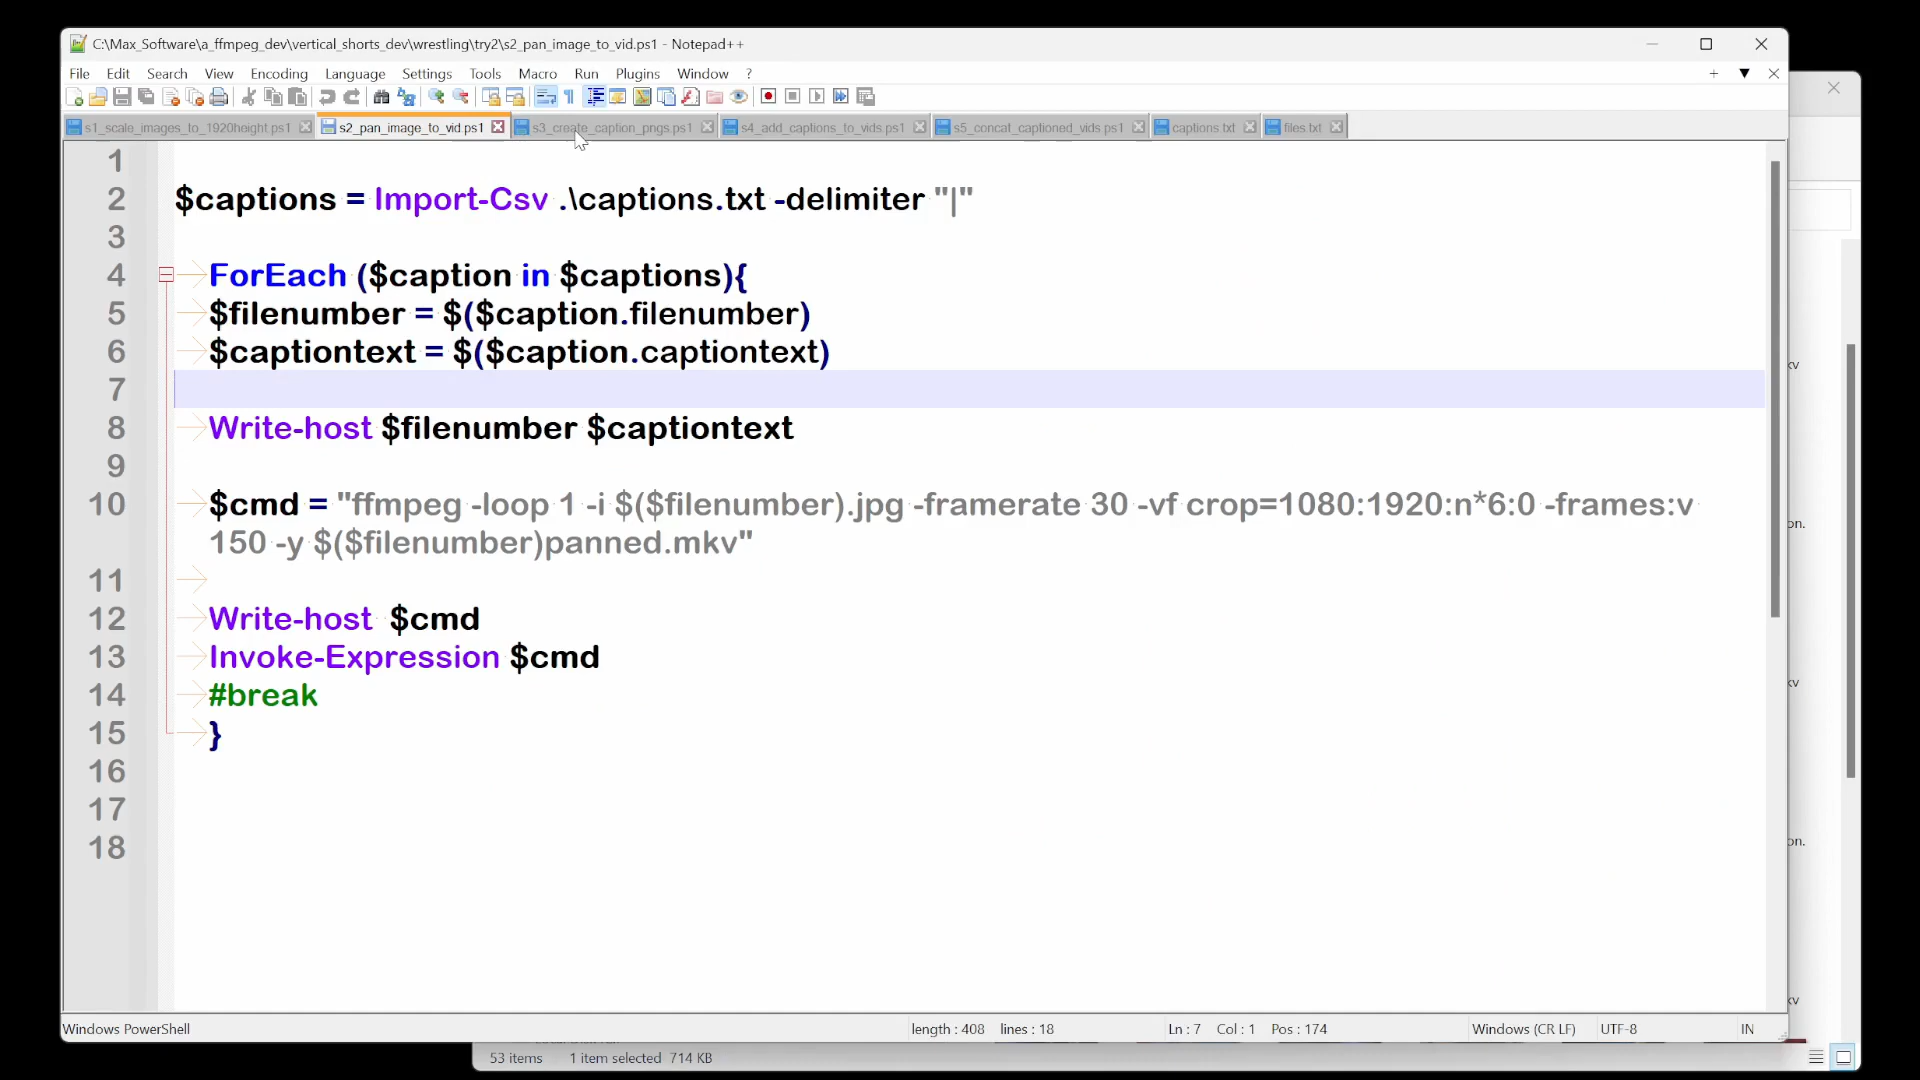 C:\Max_Software\a_ffmpeg_dev\vertical_shorts_dev\wrestling\try2\s2_pan_image_to_vid.ps1 - Notepad++
File Edit Search View Encoding Language Settings Tools Macro Run Plugins Window ?
s1_scale_images_to_1920height.ps1 s2_pan_image_to_vid.ps1 s3_create_caption_pngs.ps1 s4_add_captions_to_vids.ps1 s5_concat_captioned_vids.ps1 captions.txt files.txt
1
2 $captions = Import-Csv .\captions.txt -delimiter "|"
3
4 ForEach ($caption in $captions){
5 $filenumber = $($caption.filenumber)
6 $captiontext = $($caption.captiontext)
7
8 Write-host $filenumber $captiontext
9
10 $cmd = "ffmpeg -loop 1 -i $($filenumber).jpg -framerate 30 -vf crop=1080:1920:n*6:0 -frames:v
150 -y $($filenumber)panned.mkv"
11
12 Write-host $cmd
13 Invoke-Expression $cmd
14 #break
15 }
16
17
18
Windows PowerShell length : 408 lines : 18 Ln : 7 Col : 1 Pos : 174 Windows (CR LF) UTF-8 IN
53 items 1 item selected 714 KB